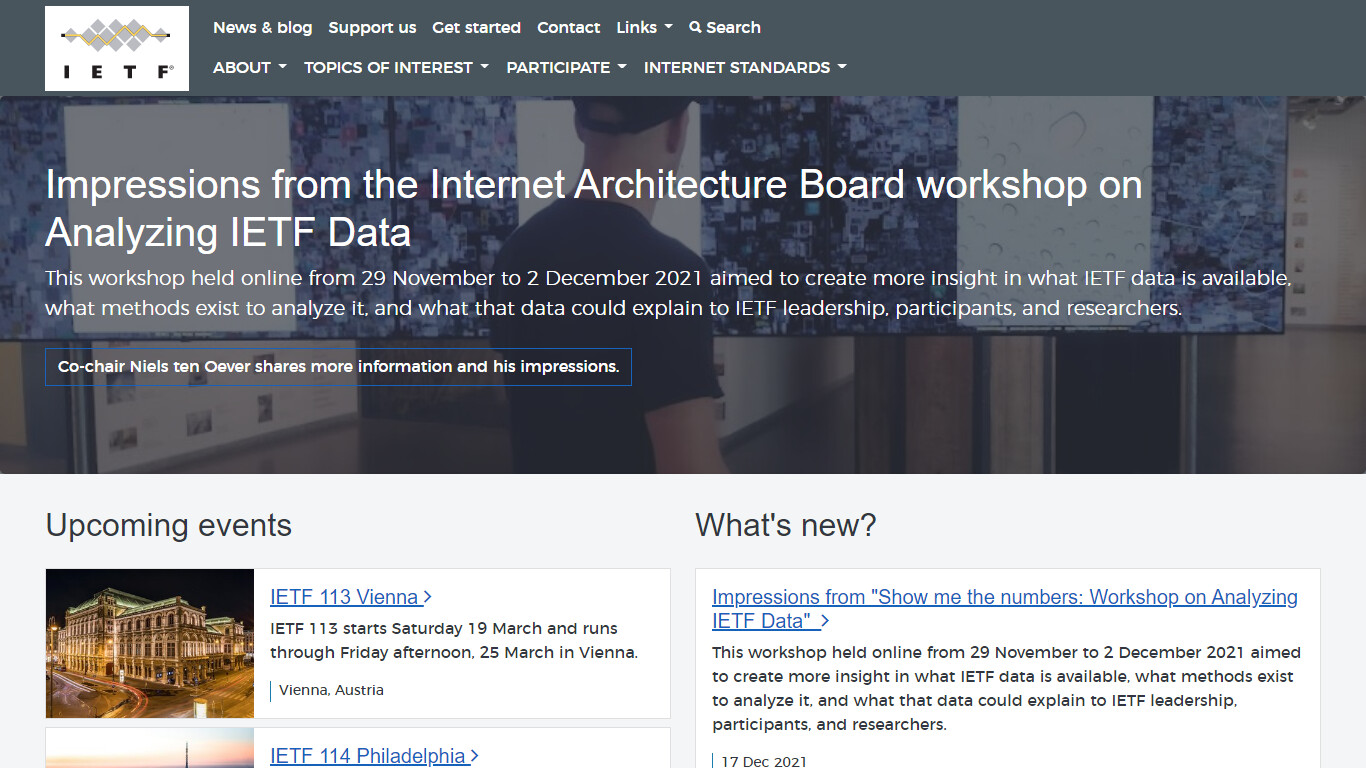 IETF®
News & blog Support us Get started Contact Links Search
ABOUT TOPICS OF INTEREST PARTICIPATE INTERNET STANDARDS
Impressions from the Internet Architecture Board workshop on
Analyzing IETF Data
This workshop held online from 29 November to 2 December 2021 aimed to create more insight in what IETF data is available,
what methods exist to analyze it, and what that data could explain to IETF leadership, participants, and researchers.
Co-chair Niels ten Oever shares more information and his impressions.
Upcoming events
IETF 113 Vienna
IETF 113 starts Saturday 19 March and runs
through Friday afternoon, 25 March in Vienna.
Vienna, Austria
IETF 114 Philadelphia
What's new?
Impressions from "Show me the numbers: Workshop on Analyzing
IETF Data"
This workshop held online from 29 November to 2 December 2021 aimed
to create more insight in what IETF data is available, what methods exist
to analyze it, and what that data could explain to IETF leadership,
participants, and researchers.
17 Dec 2021